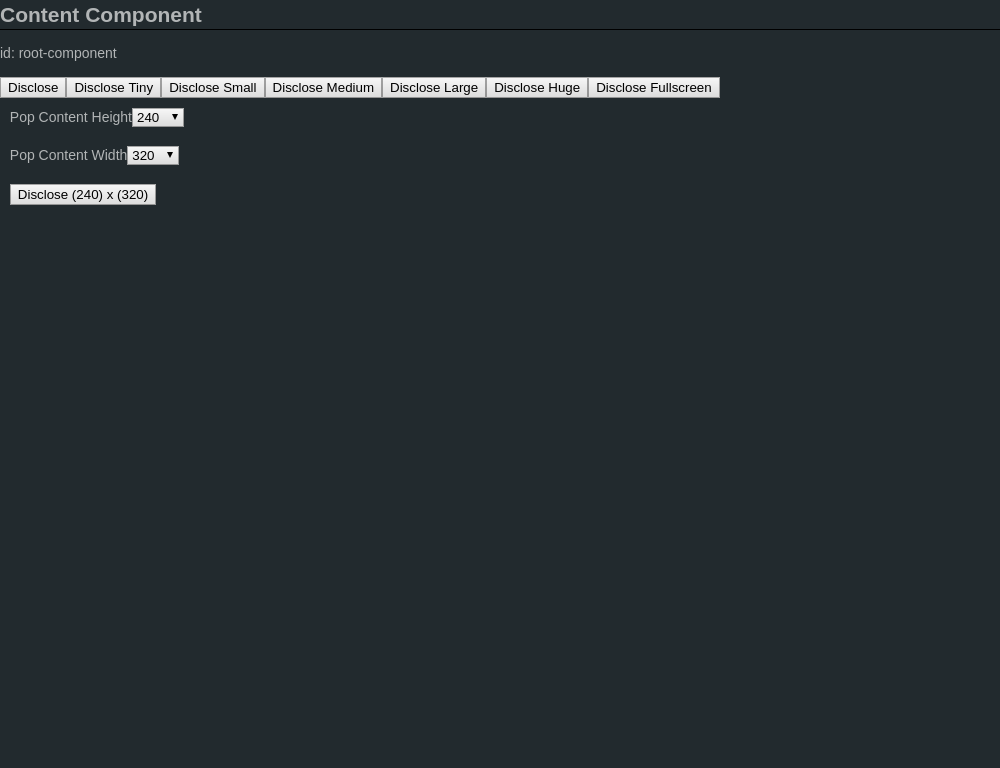 Content Component
id: root-component
Disclose Disclose Tiny Disclose Small Disclose Medium Disclose Large Disclose Huge Disclose Fullscreen
Pop Content Height 240
Pop Content Width 320
Disclose (240) x (320)